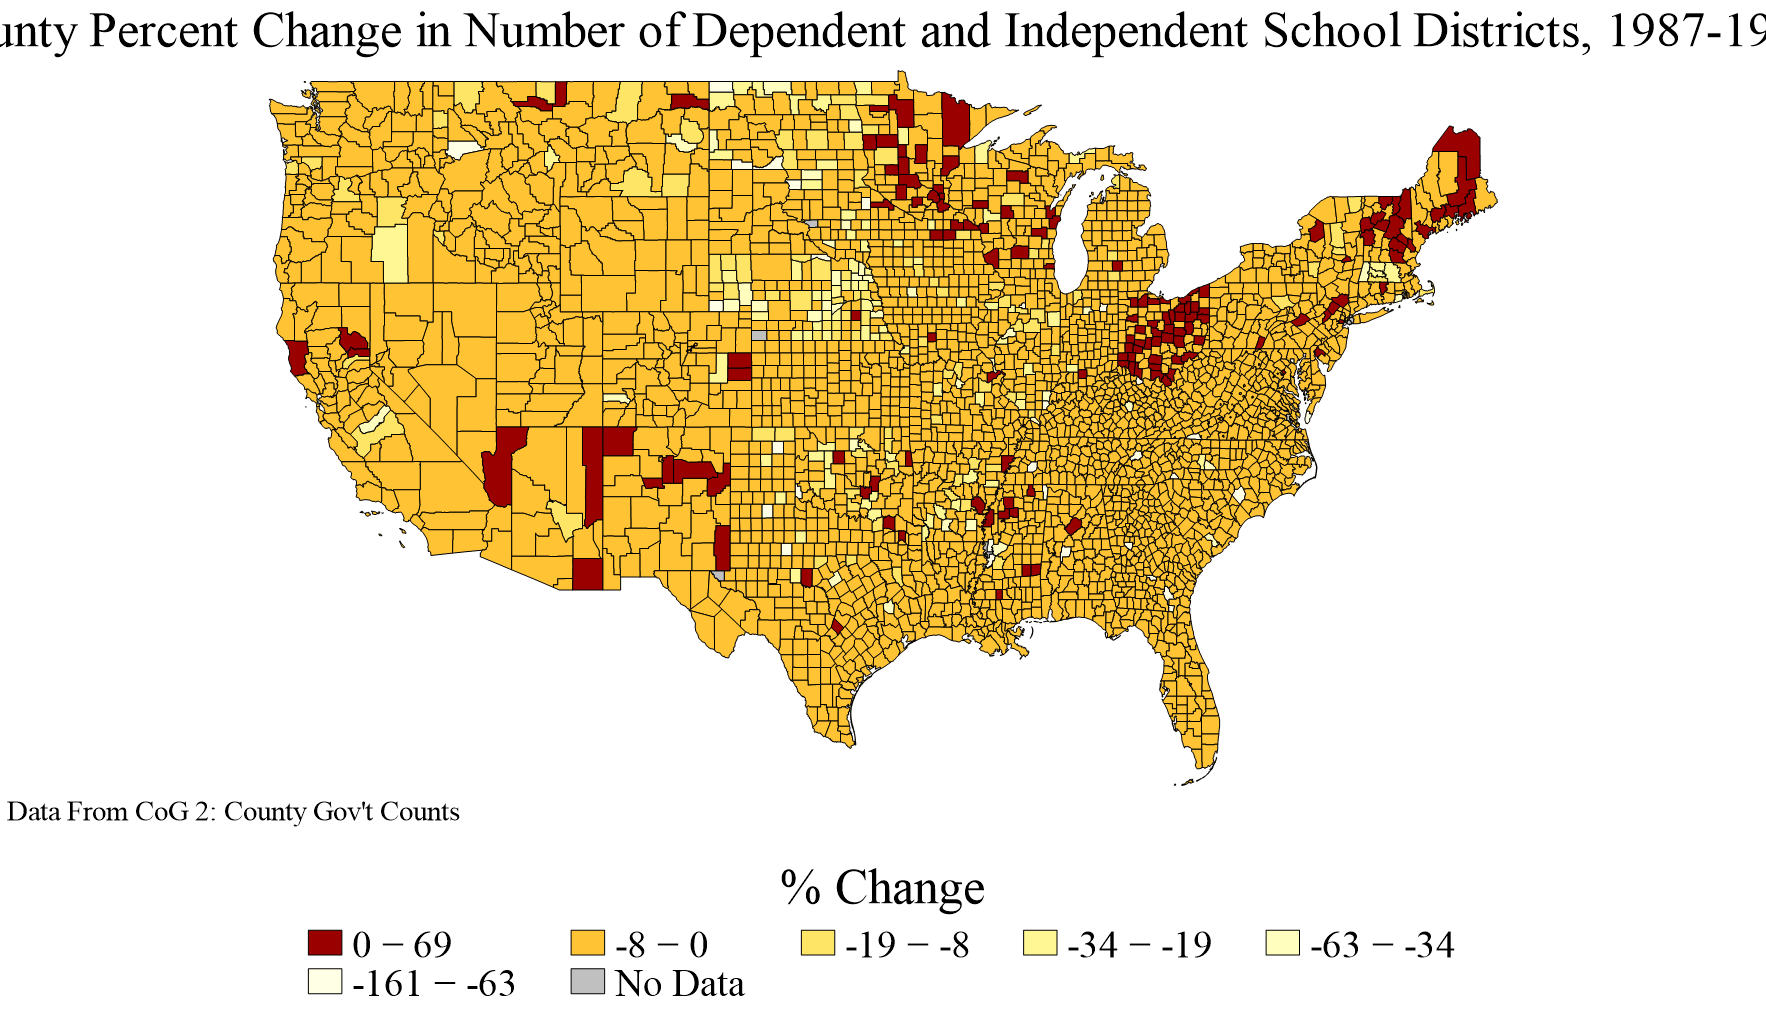 unty Percent Change in Number of Dependent and Independent School Districts, 1987-19
Data From CoG 2: County Gov't Counts
% Change
0 − 69
-8 − 0
-19 − -8
-34 − -19
-63 − -34
-161 − -63
No Data